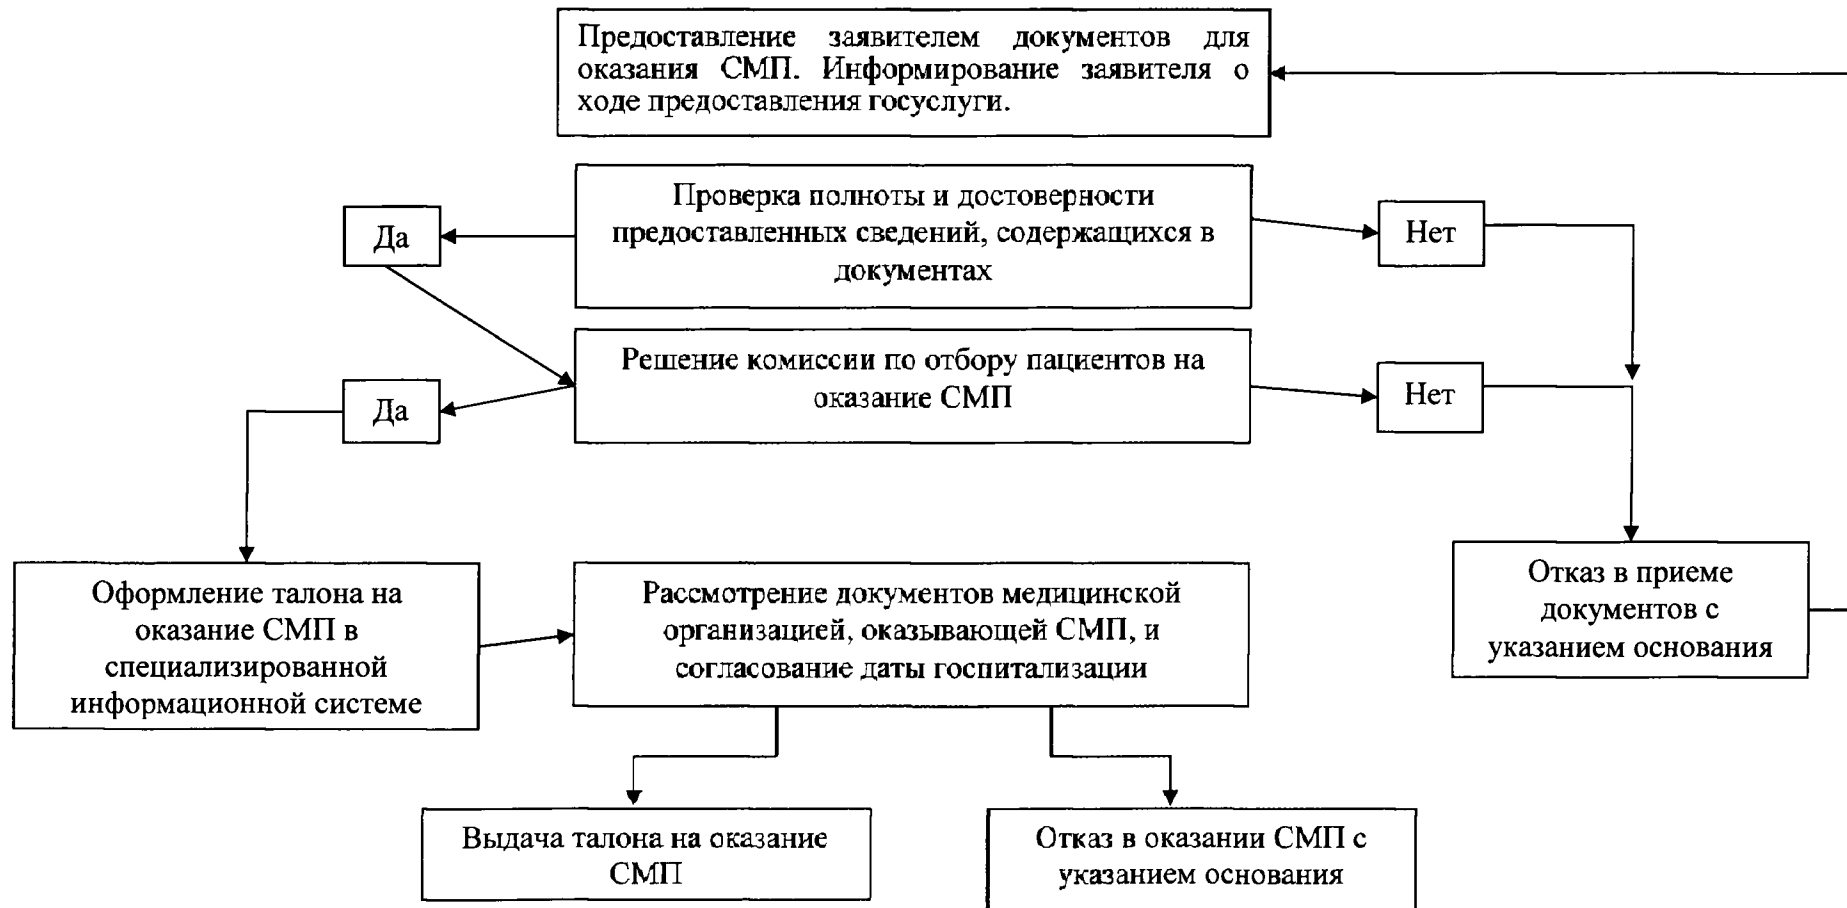 Предоставление заявителем документов для
оказания СМП. Информирование заявителя о
ходе предоставления госуслуги.
Проверка полноты и достоверности
предоставленных сведений, содержащихся в
документах
Да
Нет
Решение комиссии по отбору пациентов на
оказание СМП
Да
Нет
Оформление талона на
оказание СМП в
специализированной
информационной системе
Рассмотрение документов медицинской
организацией, оказывающей СМП, и
согласование даты госпитализации
Отказ в приеме
документов с
указанием основания
Выдача талона на оказание
СМП
Отказ в оказании СМП с
указанием основания